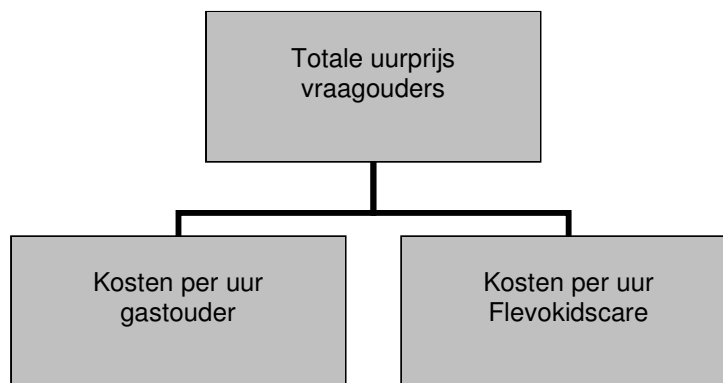 Totale uurprijs
vraagouders
Kosten per uur
gastouder
Kosten per uur
Flevokidscare